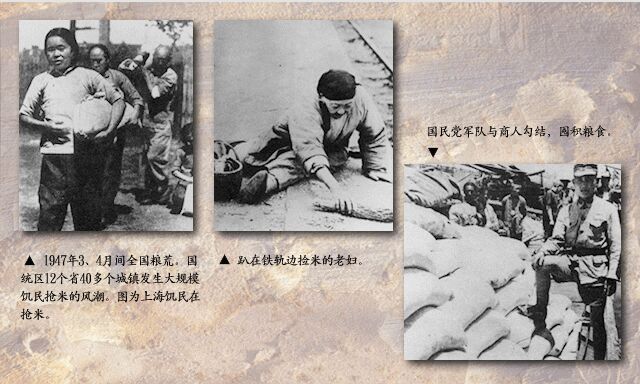 ▲ 1947年3、4月间全国粮荒。国
统区12个省40多个城镇发生大规模
饥民抢米的风潮。图为上海饥民在
抢米。
▲ 趴在铁轨边捡米的老妇。
国民党军队与商人勾结，囤积粮食。
▼